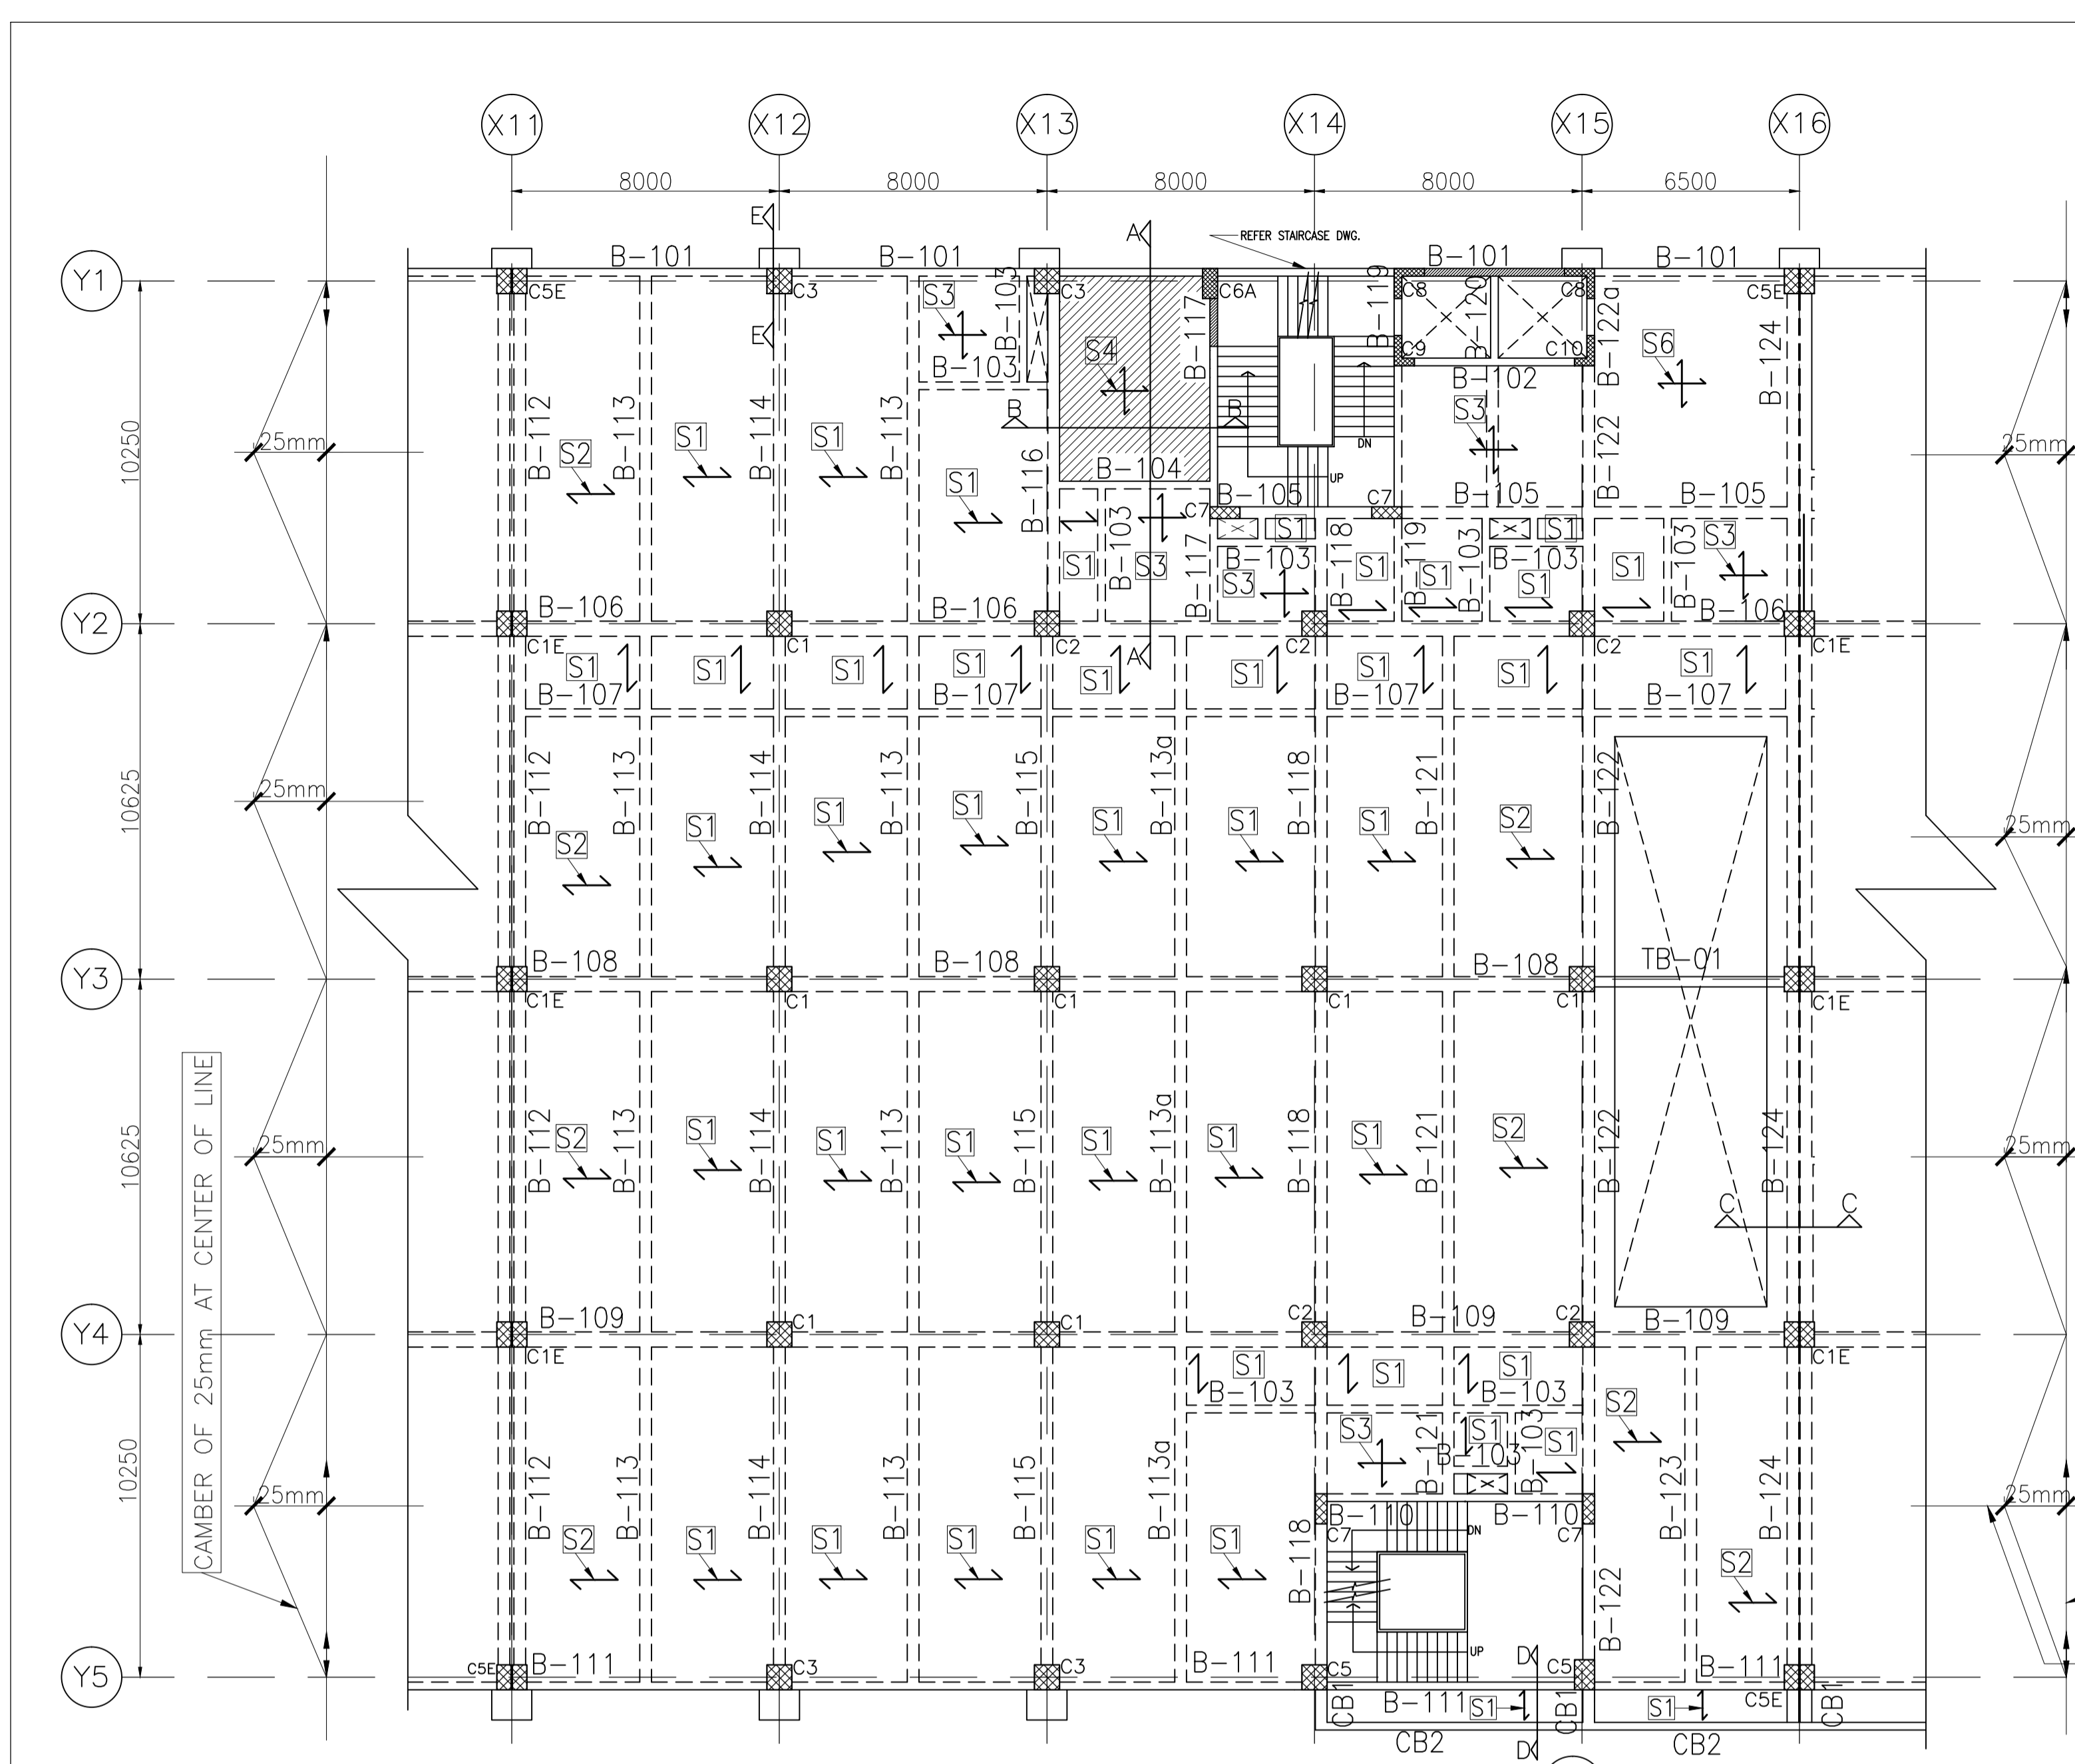 X11 X12 X13 X14 X15 X16
8000 8000 8000 8000 6500
E A REFER STAIRCASE DWG.
B-101 B-101 B-101 B-101
Y1
C5E C3 S3 B-103 C3 B-117 C6A B-119 C8 B-120 C8 B-122a C5E
E S4 C9 C10 S6 B-124
B-103 B-102
B B S3
10250 25mm B-112 S2 B-113 S1 B-114 S1 B-113 S1 B-116 B-104 DN UP B-122 25mm
B-105 C7 B-105 B-105
C7 S1 S1
S1 B-103 S3 B-117 B-103 S3 B-118 S1 B-119 S1 B-103 B-103 S1 S1 B-103 S3
Y2
B-106 B-106 B-106
C1E C1 C2 A C2 C2 C1E
S1 S1 S1 S1 S1 S1 S1 S1 S1
B-107 B-107 B-107 B-107
10625 25mm B-112 B-113 B-114 B-113 B-115 B-113a B-118 B-121 B-122 25mm
S2 S1 S1 S1 S1 S1 S1 S2
Y3
B-108 B-108 B-108 TB-01
C1E C1 C1 C1 C1 C1E
10625 25mm B-112 B-113 B-114 B-113 B-115 B-113a B-118 B-121 B-122 B-124 25mm
S2 S1 S1 S1 S1 S1 S1 S2
C C
CAMBER OF 25mm AT CENTER OF LINE
Y4
B-109 B-109 B-109
C1E C1 C1 C2 C2 C1E
S1 S1 S1
B-103 B-103
S2
S3 B-121 S1 B-103 B-103 S1
10250 25mm B-112 B-113 B-114 B-113 B-115 B-113a B-118 B-123 B-124 25mm
B-110 B-110
C7 DN C7
S2 S1 S1 S1 S1 S1 S2
B-122
UP D
Y5
C5E B-111 C3 C3 B-111 C5 C5 B-111 C5E
CB1 B-111 S1 CB1 S1 CB1
CB2 D CB2